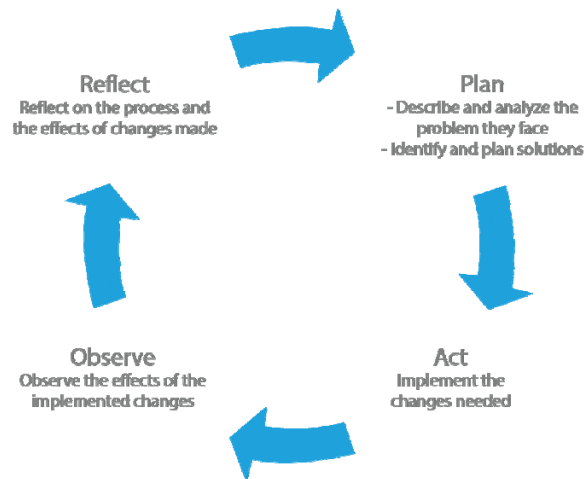 Reflect
Reflect on the process and
the effects of changes made
Plan
- Describe and analyze the
problem they face
- Identify and plan solutions
Act
Implement the
changes needed
Observe
Observe the effects of the
implemented changes